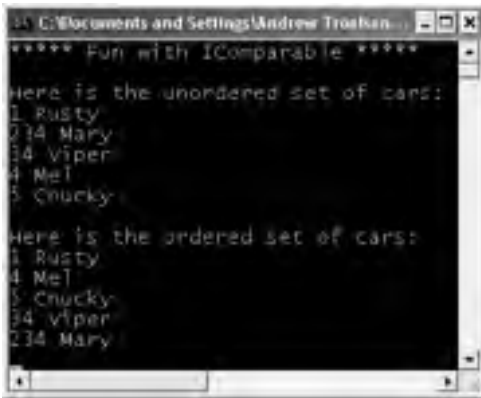 C:\Documents and Settings\Andrew Troelsen...
***** Fun with IComparable *****
Here is the unordered set of cars:
1 Rusty
234 Mary
34 Viper
4 Mel
5 Chucky
Here is the ordered set of cars:
1 Rusty
4 Mel
5 Chucky
34 Viper
234 Mary